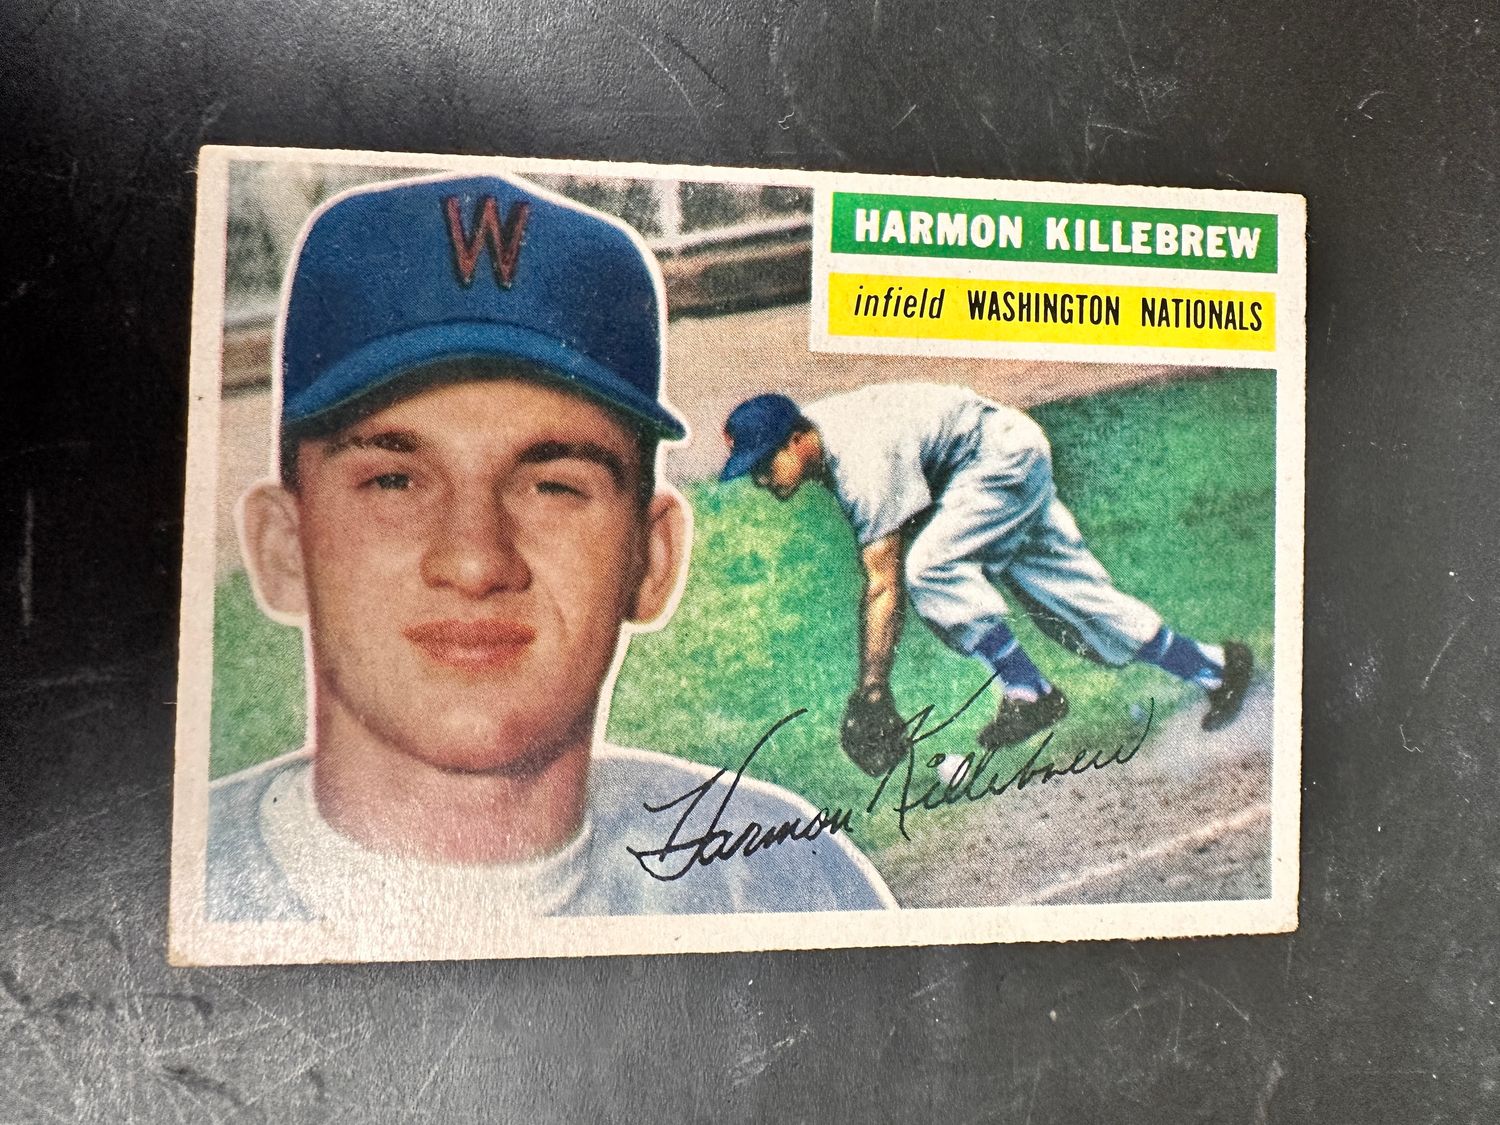 W
HARMON KILLEBREW
infield WASHINGTON NATIONALS
Harmon Killebrew